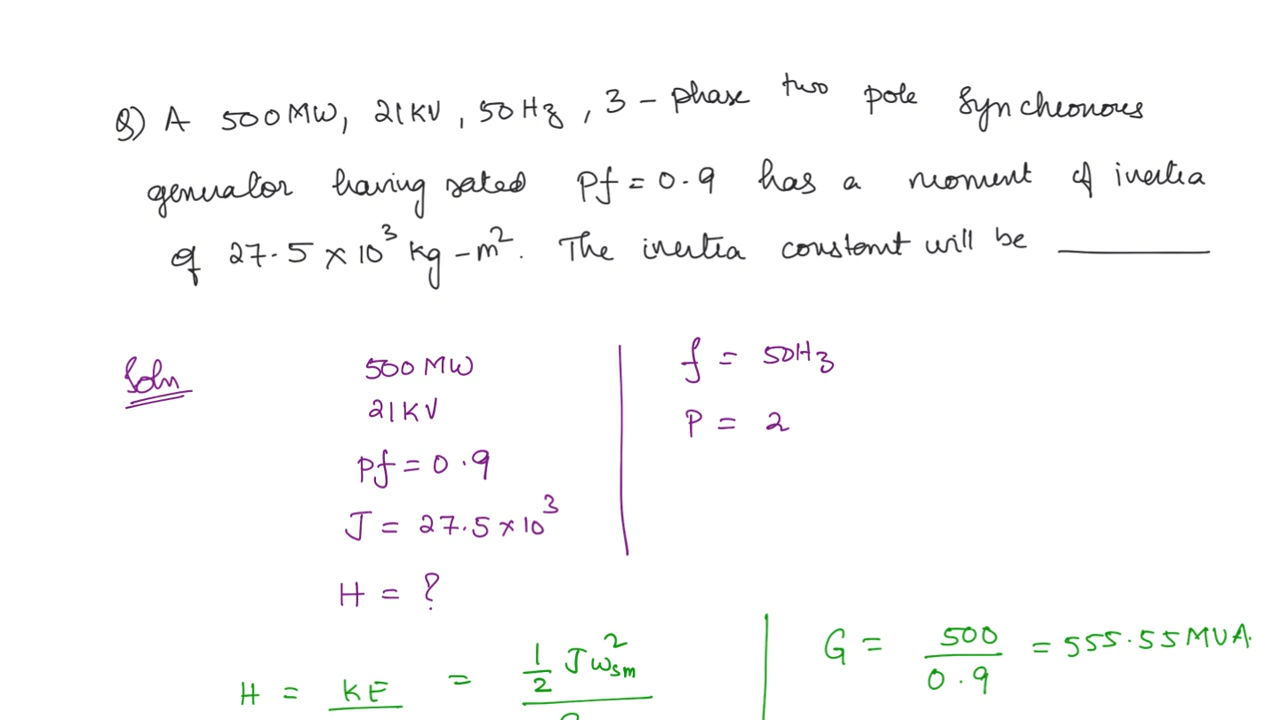 Q) A 500MW, 21KV, 50Hz, 3-phase two pole Synchronous
generator having rated Pf = 0.9 has a moment of inertia
of 27.5 × 10³ kg-m². The inertia constant will be ______
Soln
500 MW
21KV
Pf = 0.9
J = 27.5 × 10³
H = ?
f = 50Hz
P = 2
H = KE = 1/2 Jω²sm
G = 500/0.9 = 555.55 MVA.